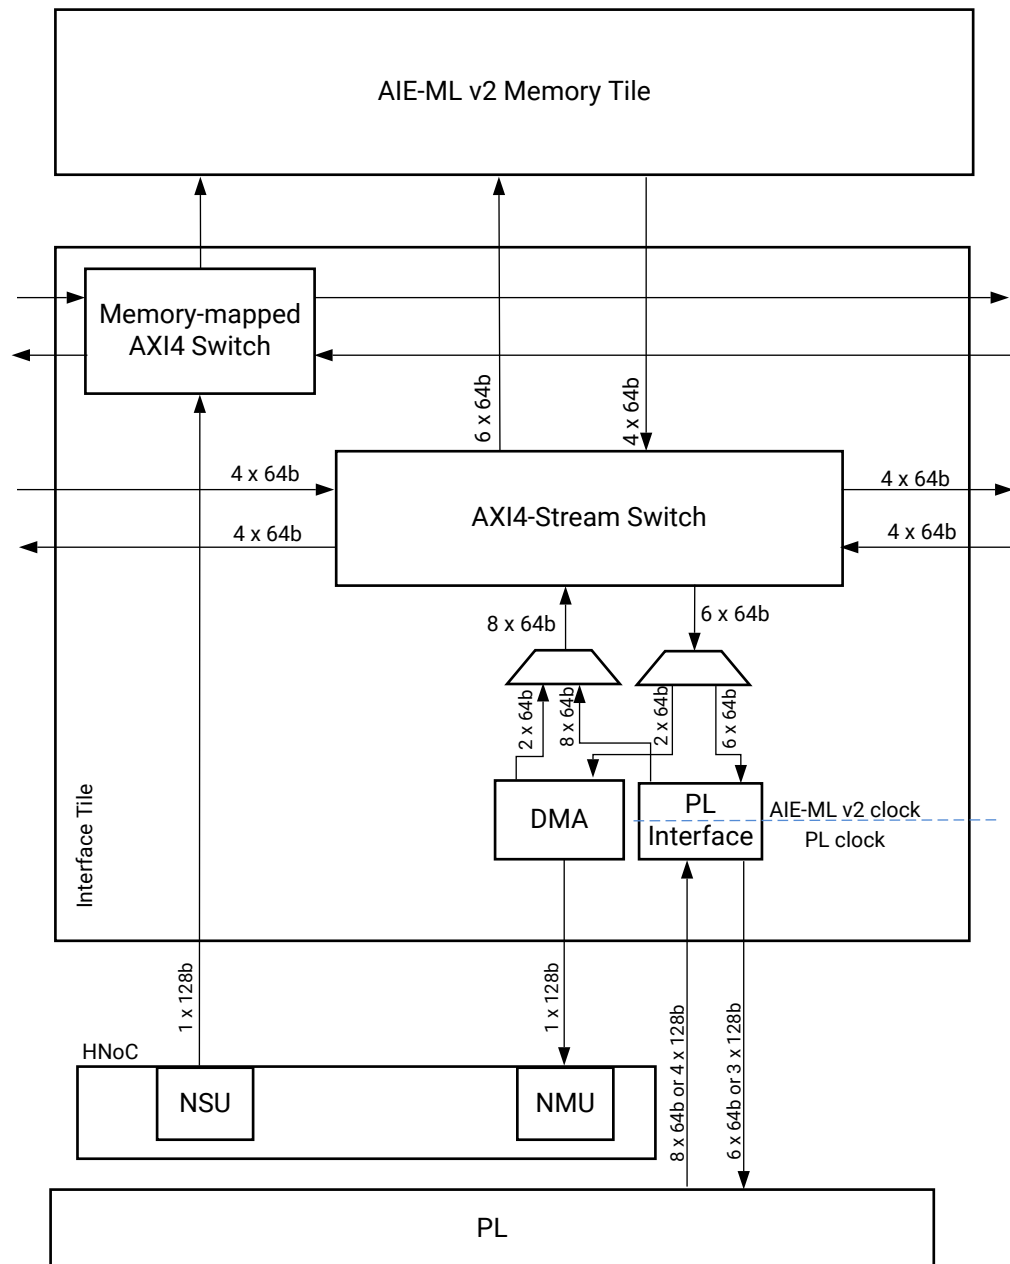 AIE-ML v2 Memory Tile
Memory-mapped
AXI4 Switch
6 x 64b
4 x 64b
4 x 64b
4 x 64b
AXI4-Stream Switch
4 x 64b
4 x 64b
8 x 64b
6 x 64b
2 x 64b
8 x 64b
2 x 64b
6 x 64b
DMA
PL
Interface
AIE-ML v2 clock
PL clock
Interface Tile
1 x 128b
1 x 128b
8 x 64b or 4 x 128b
6 x 64b or 3 x 128b
HNoC
NSU
NMU
PL